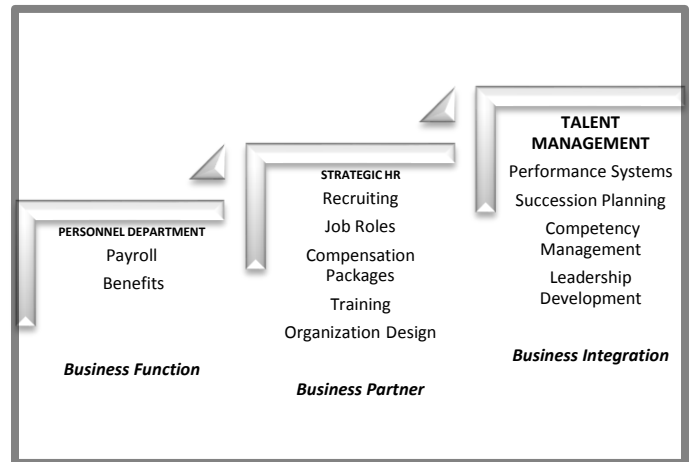 PERSONNEL DEPARTMENT
Payroll
Benefits
Business Function
STRATEGIC HR
Recruiting
Job Roles
Compensation
Packages
Training
Organization Design
Business Partner
TALENT
MANAGEMENT
Performance Systems
Succession Planning
Competency
Management
Leadership
Development
Business Integration